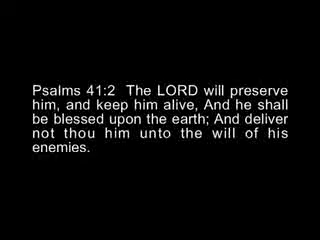 Psalms 41:2  The LORD will preserve
him, and keep him alive, And he shall
be blessed upon the earth; And deliver
not thou him unto the will of his
enemies.